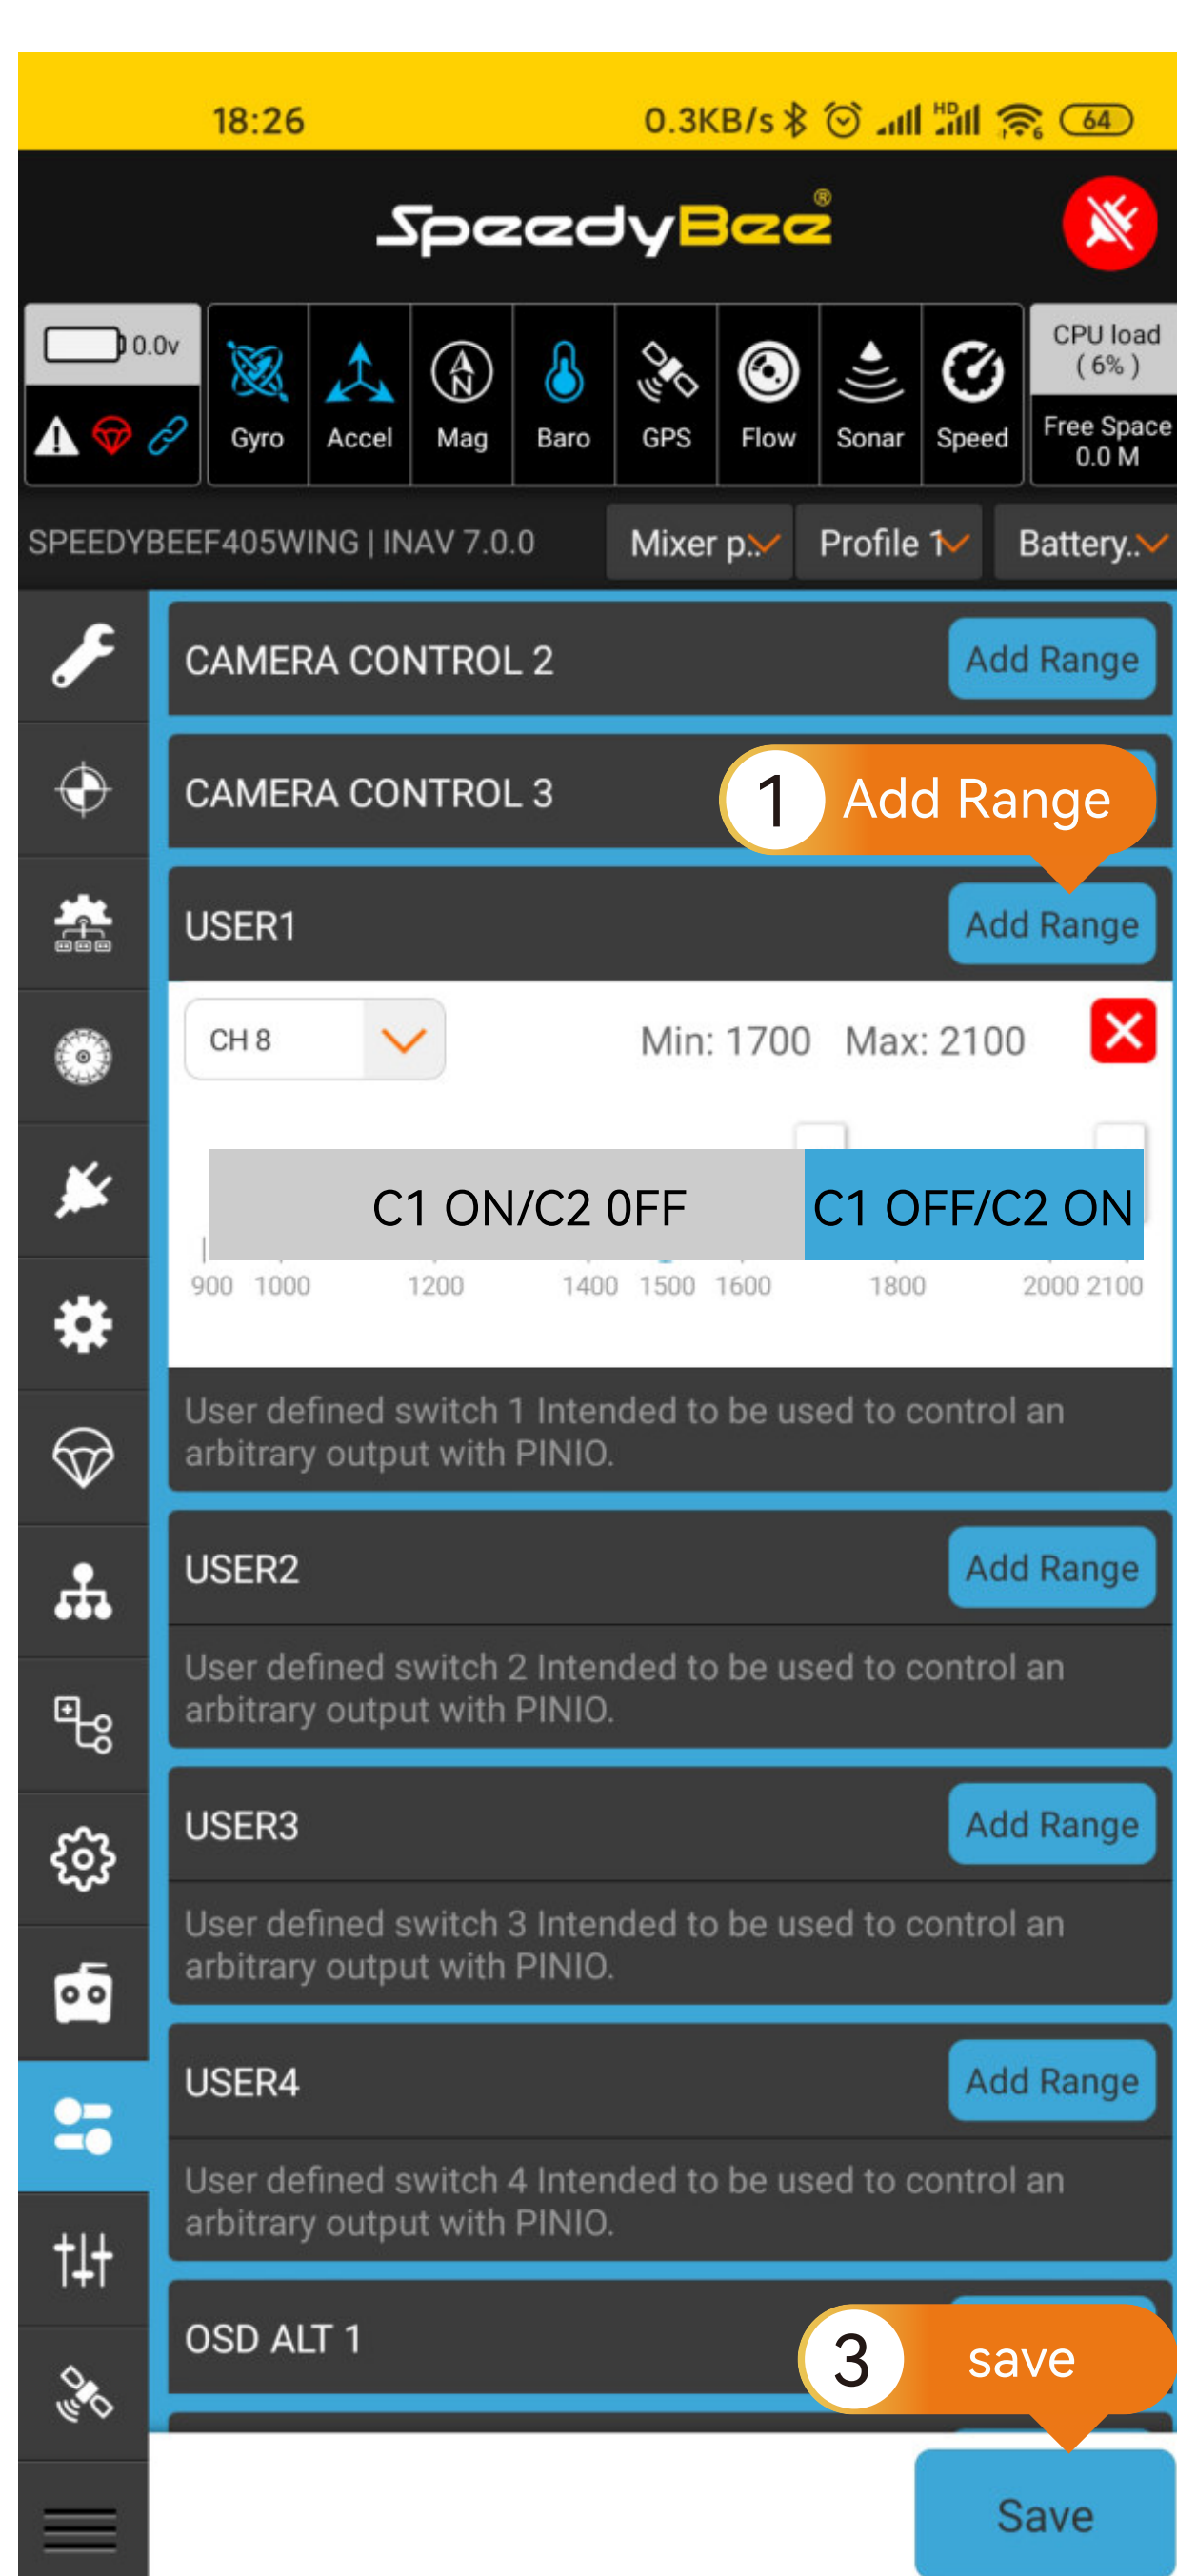 18:26 0.3KB/s HD 6 64
SpeedyBee®
0.0v
CPU load
( 6% )
Gyro Accel Mag Baro GPS Flow Sonar Speed
Free Space
0.0 M
SPEEDYBEEF405WING | INAV 7.0.0 Mixer p.. Profile 1 Battery..
CAMERA CONTROL 2 Add Range
CAMERA CONTROL 3 1 Add Range
USER1 Add Range
CH 8 Min: 1700 Max: 2100
C1 ON/C2 0FF C1 OFF/C2 ON
900 1000 1200 1400 1500 1600 1800 2000 2100
User defined switch 1 Intended to be used to control an
arbitrary output with PINIO.
USER2 Add Range
User defined switch 2 Intended to be used to control an
arbitrary output with PINIO.
USER3 Add Range
User defined switch 3 Intended to be used to control an
arbitrary output with PINIO.
USER4 Add Range
User defined switch 4 Intended to be used to control an
arbitrary output with PINIO.
OSD ALT 1 3 save
Save